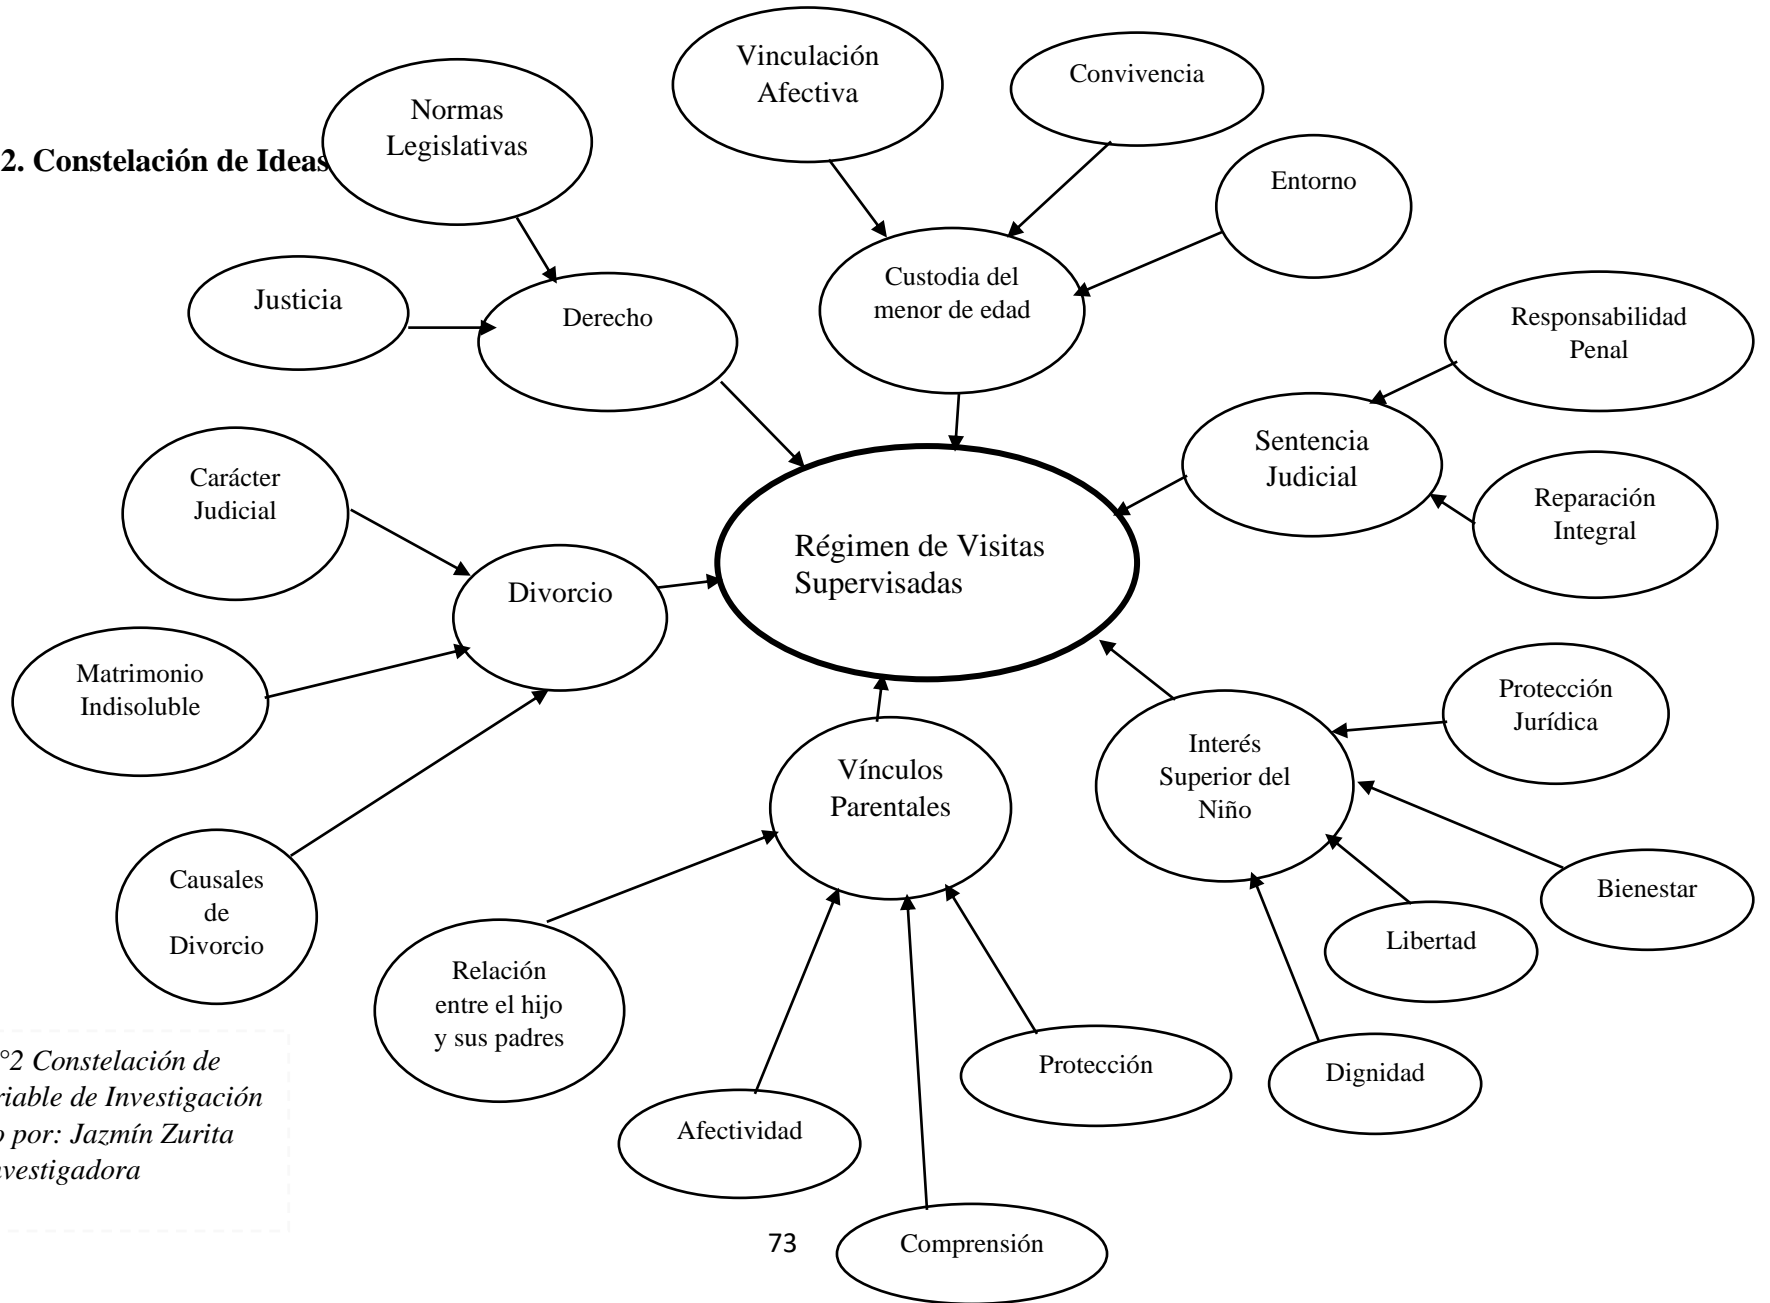 2. Constelación de Ideas
Normas
Legislativas
Vinculación
Afectiva
Convivencia
Entorno
Justicia
Derecho
Custodia del
menor de edad
Responsabilidad
Penal
Sentencia
Judicial
Reparación
Integral
Carácter
Judicial
Divorcio
Régimen de Visitas
Supervisadas
Matrimonio
Indisoluble
Causales
de
Divorcio
Vínculos
Parentales
Interés
Superior del
Niño
Protección
Jurídica
Bienestar
Libertad
Dignidad
Relación
entre el hijo
y sus padres
Afectividad
Comprensión
Protección
°2 Constelación de
riable de Investigación
o por: Jazmín Zurita
nvestigadora
73